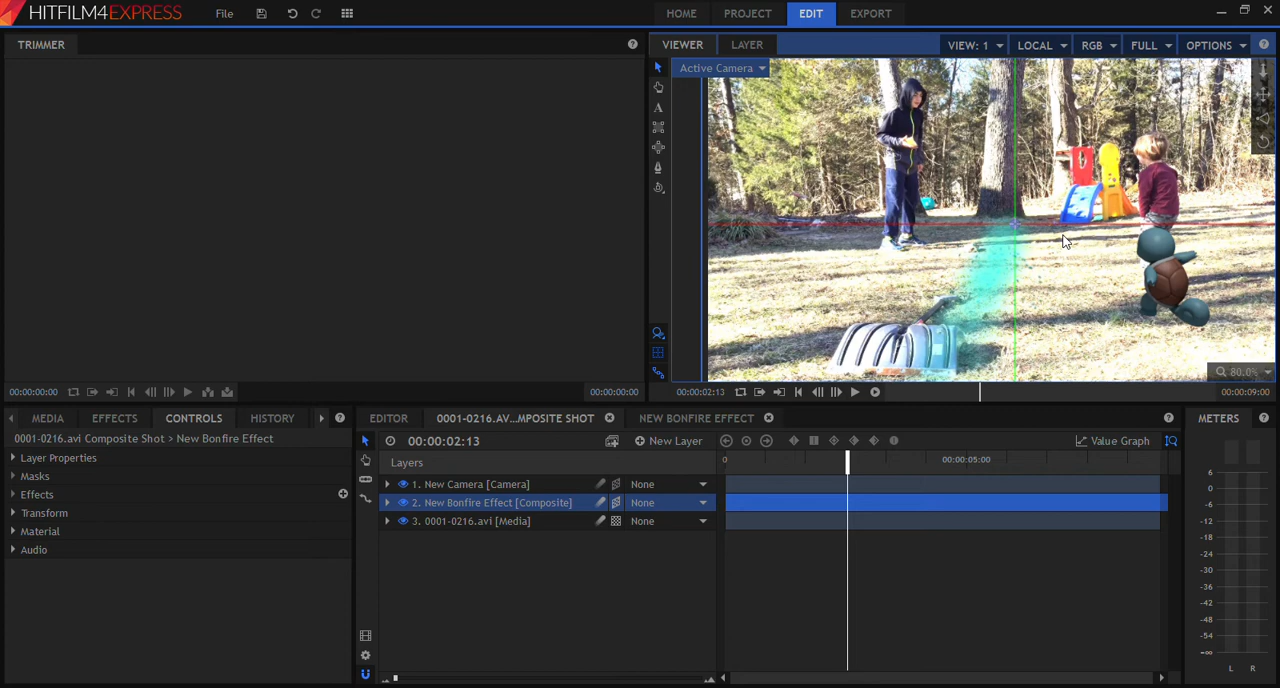 HITFILM4EXPRESS File HOME PROJECT EDIT EXPORT
TRIMMER VIEWER LAYER VIEW: 1 LOCAL RGB FULL OPTIONS
Active Camera
A
80.0%
00:00:00:00 00:00:00:00 00:00:02:13 00:00:09:00
MEDIA EFFECTS CONTROLS HISTORY EDITOR 0001-0216.AV...MPOSITE SHOT NEW BONFIRE EFFECT METERS
0001-0216.avi Composite Shot > New Bonfire Effect 00:00:02:13 New Layer Value Graph
Layer Properties Layers 0 00:00:05:00
Masks 1. New Camera [Camera] None
Effects 2. New Bonfire Effect [Composite] None
Transform 3. 0001-0216.avi [Media] None
Material
Audio
6
0
-6
-12
-18
-24
-30
-36
-42
-48
-54
-∞
L R